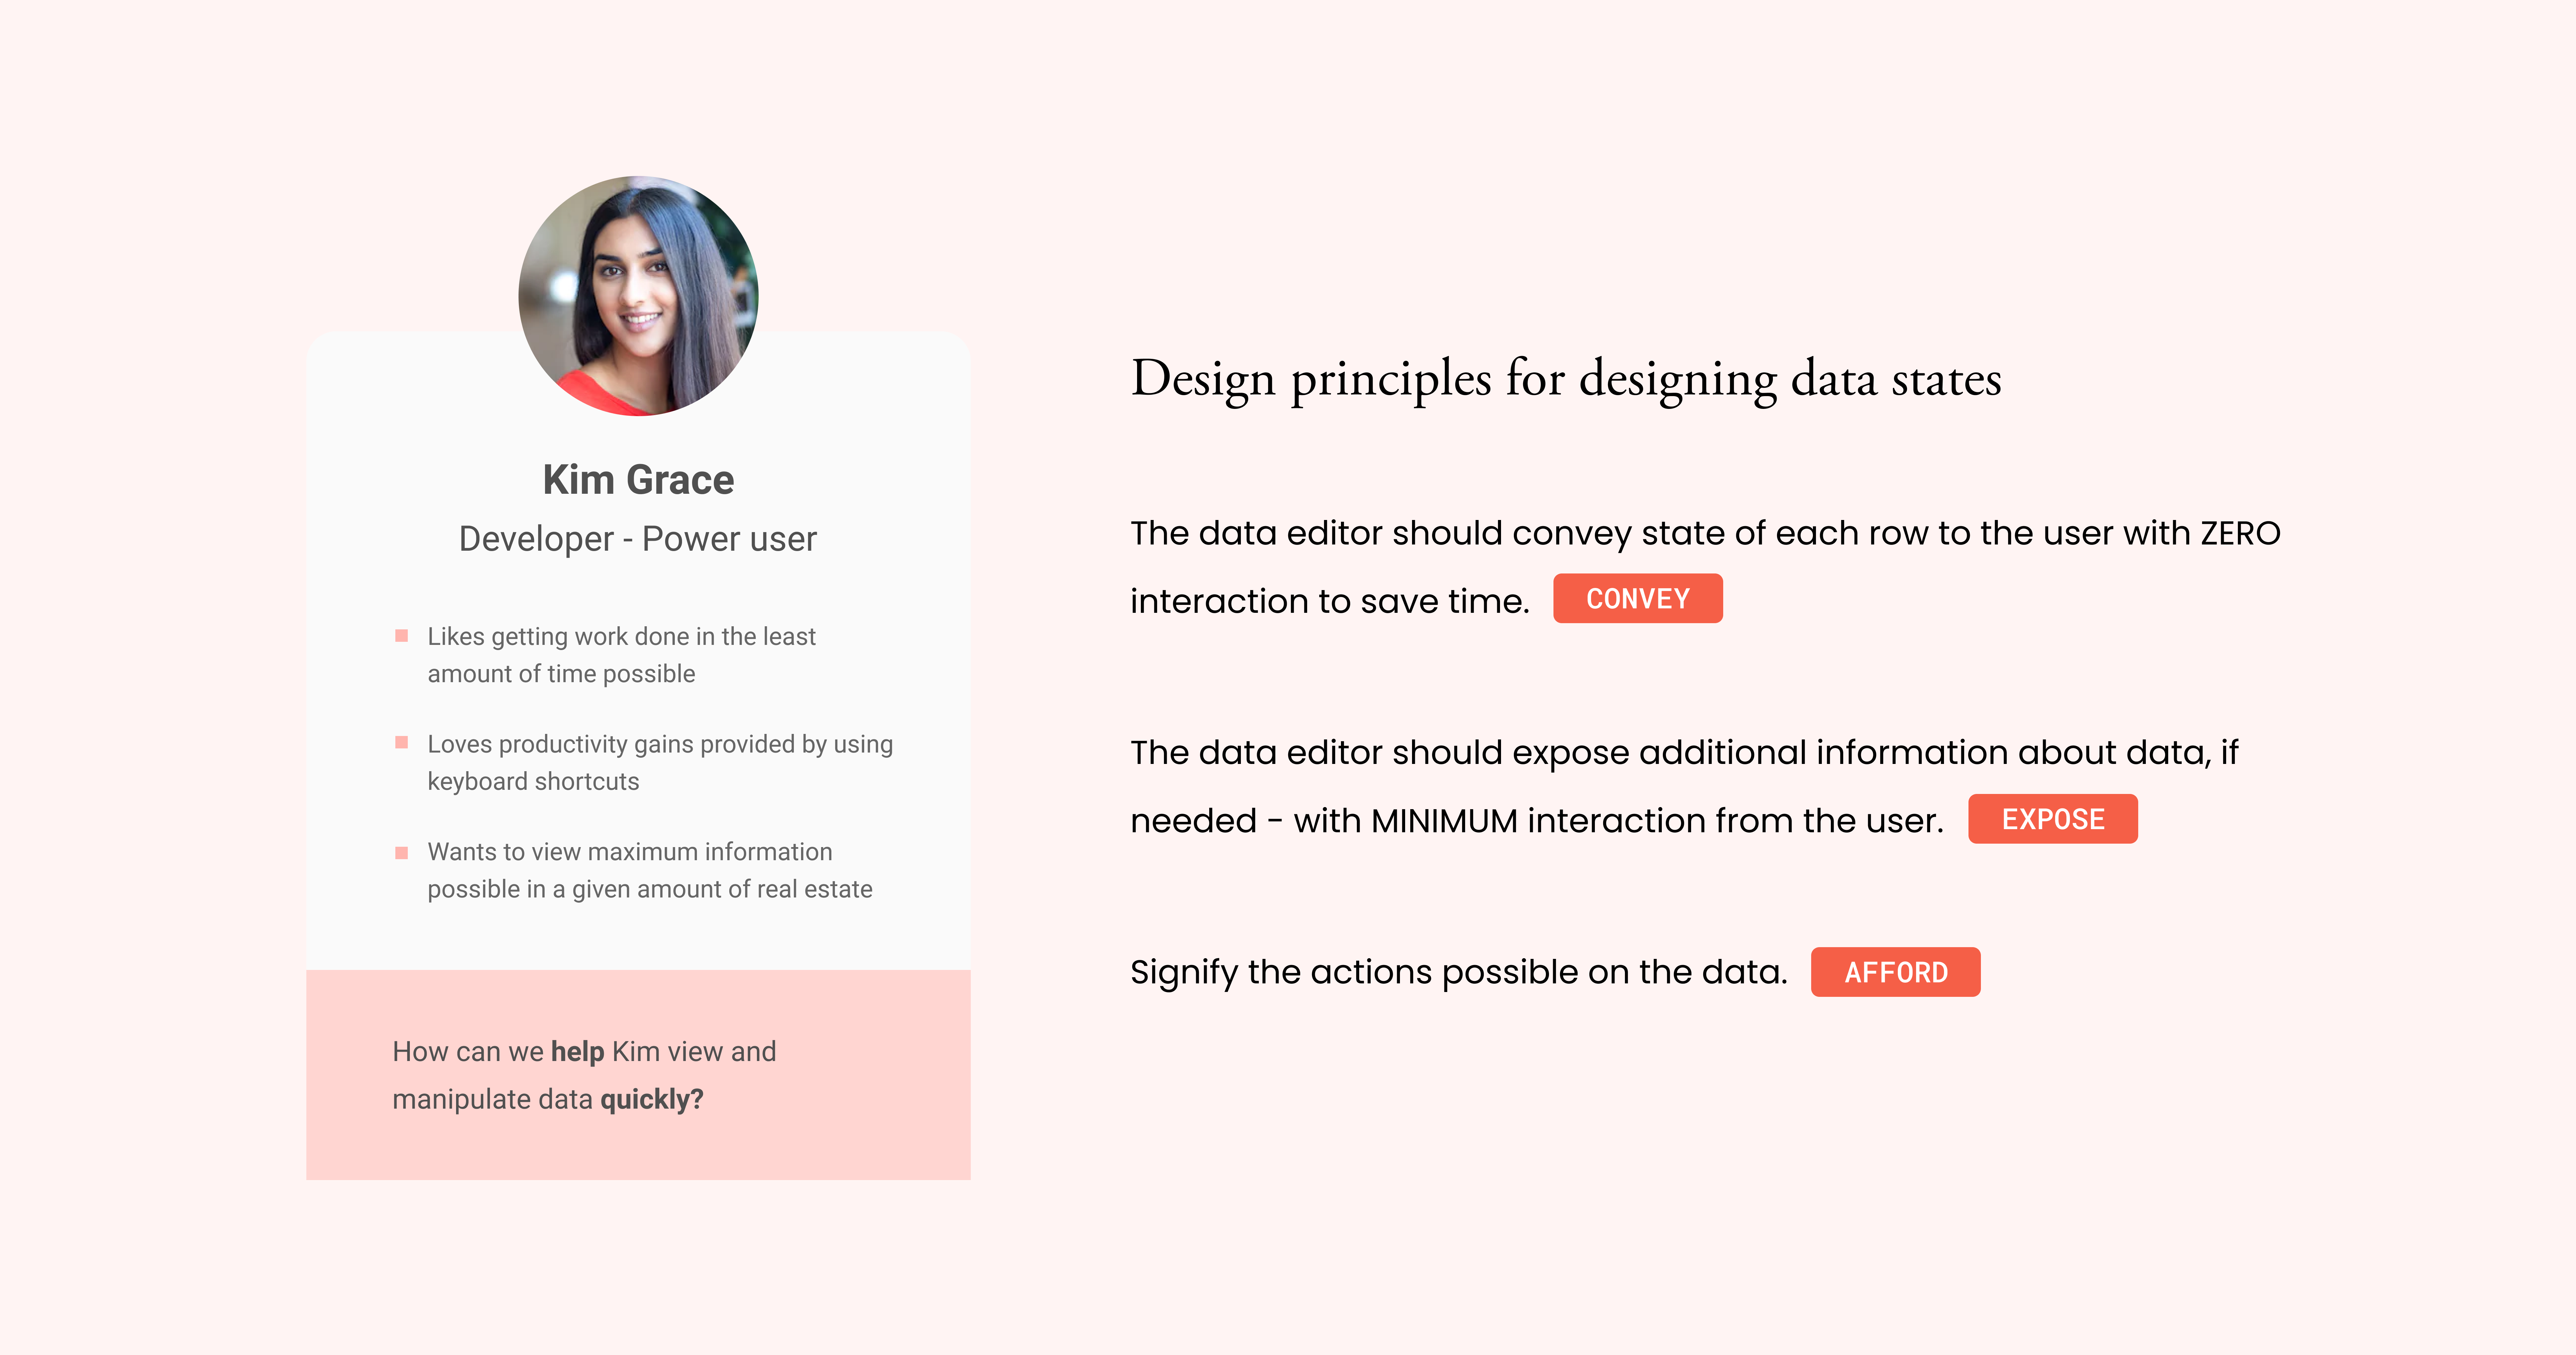 Kim Grace
Developer - Power user
Likes getting work done in the least
amount of time possible
Loves productivity gains provided by using
keyboard shortcuts
Wants to view maximum information
possible in a given amount of real estate
How can we help Kim view and
manipulate data quickly?
Design principles for designing data states
The data editor should convey state of each row to the user with ZERO
interaction to save time. CONVEY
The data editor should expose additional information about data, if
needed - with MINIMUM interaction from the user. EXPOSE
Signify the actions possible on the data. AFFORD